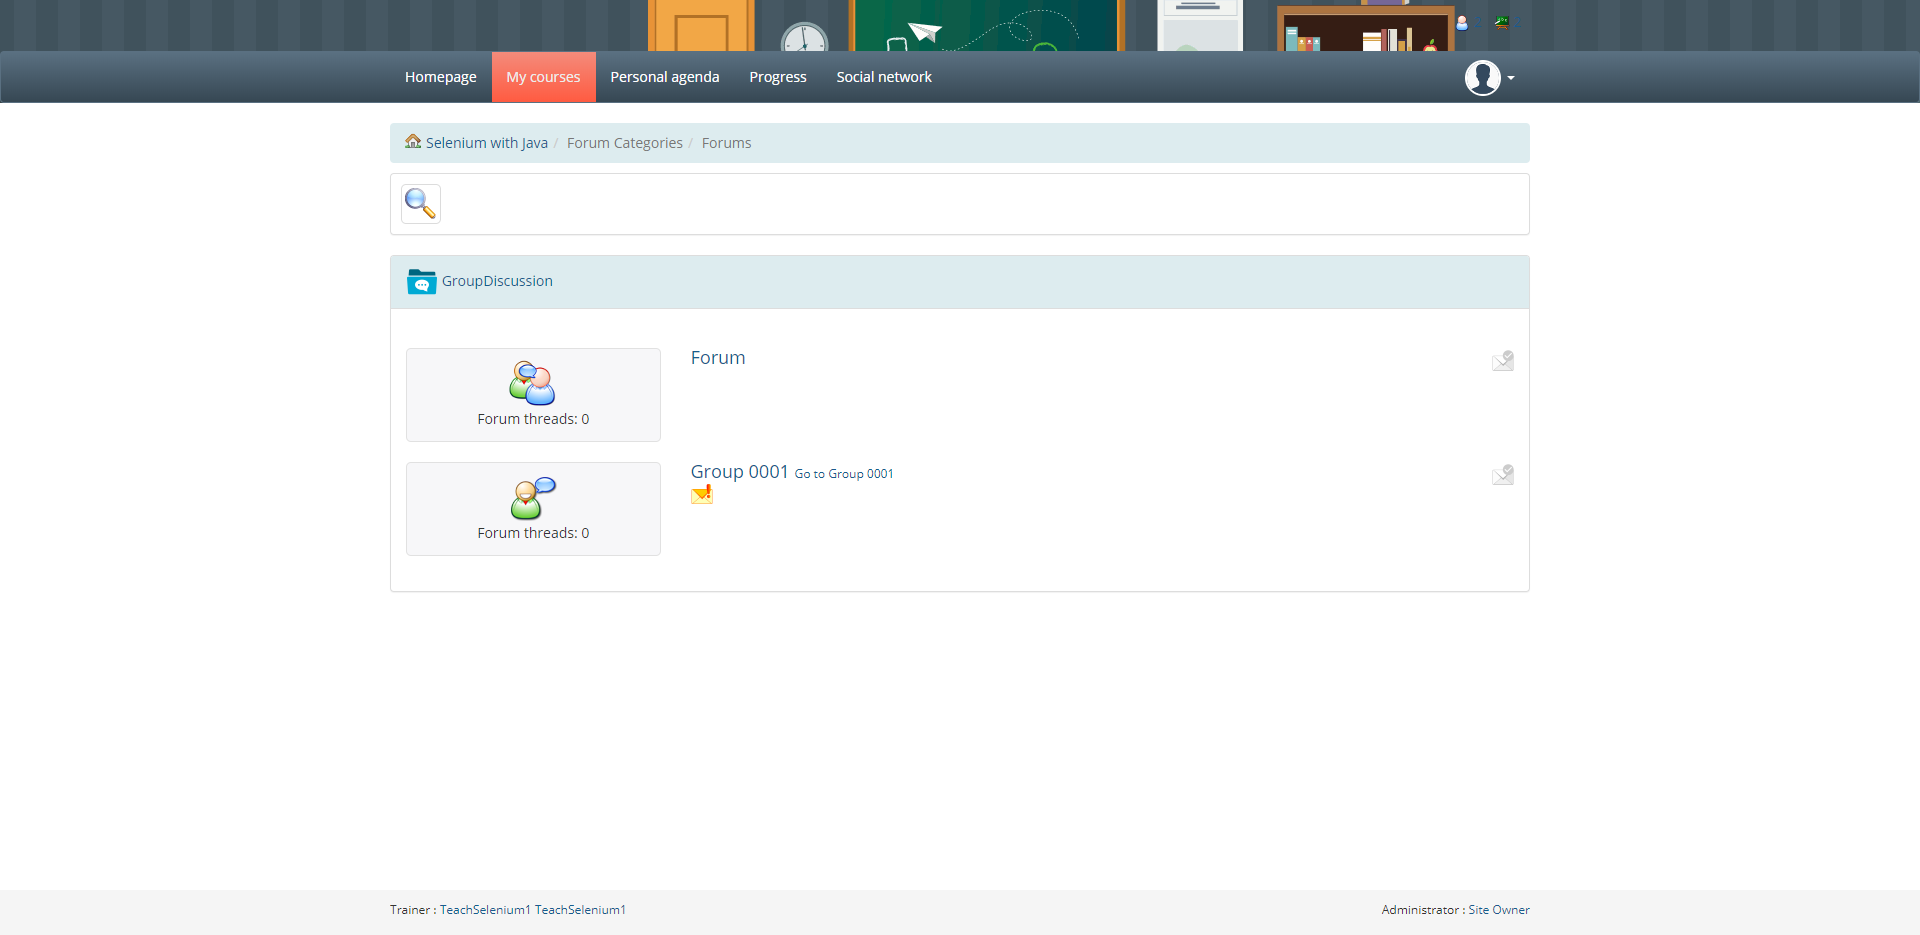 Homepage My courses Personal agenda Progress Social network
Selenium with Java / Forum Categories / Forums
GroupDiscussion
Forum
Forum threads: 0
Group 0001 Go to Group 0001
Forum threads: 0
Trainer : TeachSelenium1 TeachSelenium1
Administrator : Site Owner